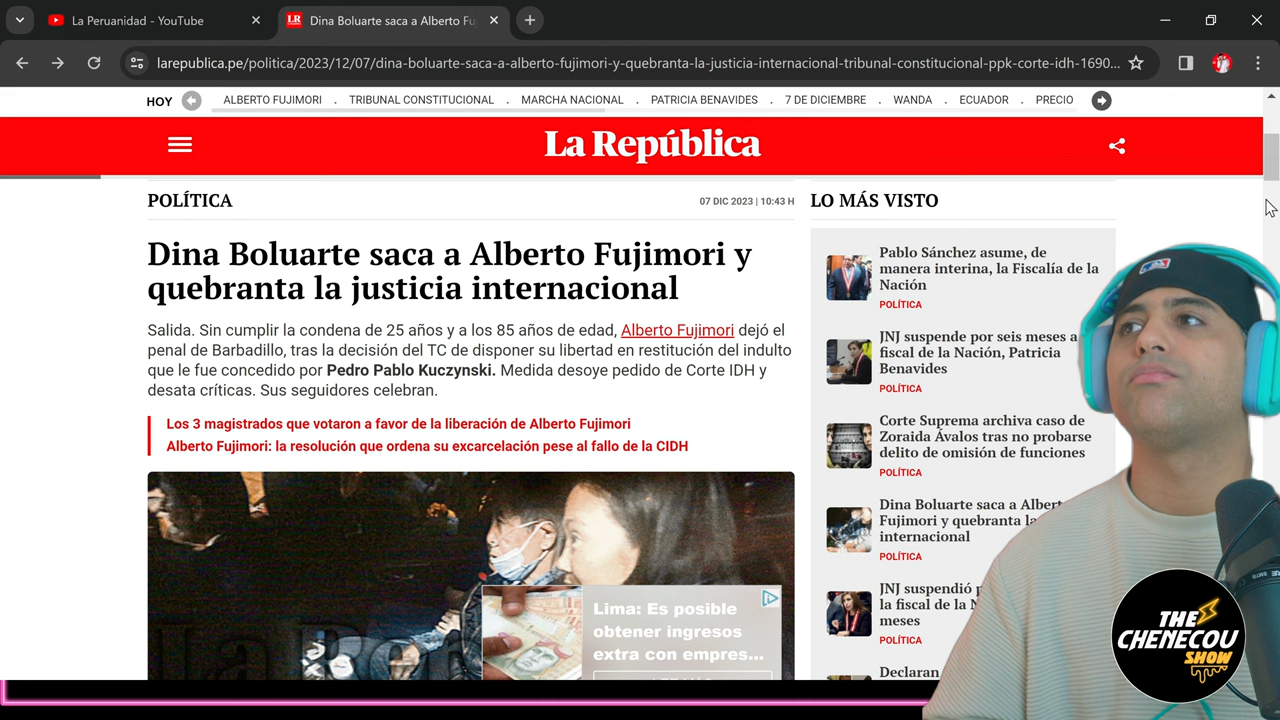 La Peruanidad - YouTube
Dina Boluarte saca a Alberto Fu
larepublica.pe/politica/2023/12/07/dina-boluarte-saca-a-alberto-fujimori-y-quebranta-la-justicia-internacional-tribunal-constitucional-ppk-corte-idh-1690...
HOY
ALBERTO FUJIMORI . TRIBUNAL CONSTITUCIONAL . MARCHA NACIONAL . PATRICIA BENAVIDES . 7 DE DICIEMBRE . WANDA . ECUADOR . PRECIO
La República
POLÍTICA
07 DIC 2023 | 10:43 H
Dina Boluarte saca a Alberto Fujimori y
quebranta la justicia internacional
Salida. Sin cumplir la condena de 25 años y a los 85 años de edad, Alberto Fujimori dejó el
penal de Barbadillo, tras la decisión del TC de disponer su libertad en restitución del indulto
que le fue concedido por Pedro Pablo Kuczynski. Medida desoye pedido de Corte IDH y
desata críticas. Sus seguidores celebran.
Los 3 magistrados que votaron a favor de la liberación de Alberto Fujimori
Alberto Fujimori: la resolución que ordena su excarcelación pese al fallo de la CIDH
Lima: Es posible
obtener ingresos
extra con empres...
LO MÁS VISTO
Pablo Sánchez asume, de
manera interina, la Fiscalía de la
Nación
POLÍTICA
JNJ suspende por seis meses a
fiscal de la Nación, Patricia
Benavides
POLÍTICA
Corte Suprema archiva caso de
Zoraida Ávalos tras no probarse
delito de omisión de funciones
POLÍTICA
Dina Boluarte saca a Albert
Fujimori y quebranta la
internacional
POLÍTICA
JNJ suspendió
la fiscal de la
meses
POLÍTICA
Declaran
THE
CHENECOU
SHOW